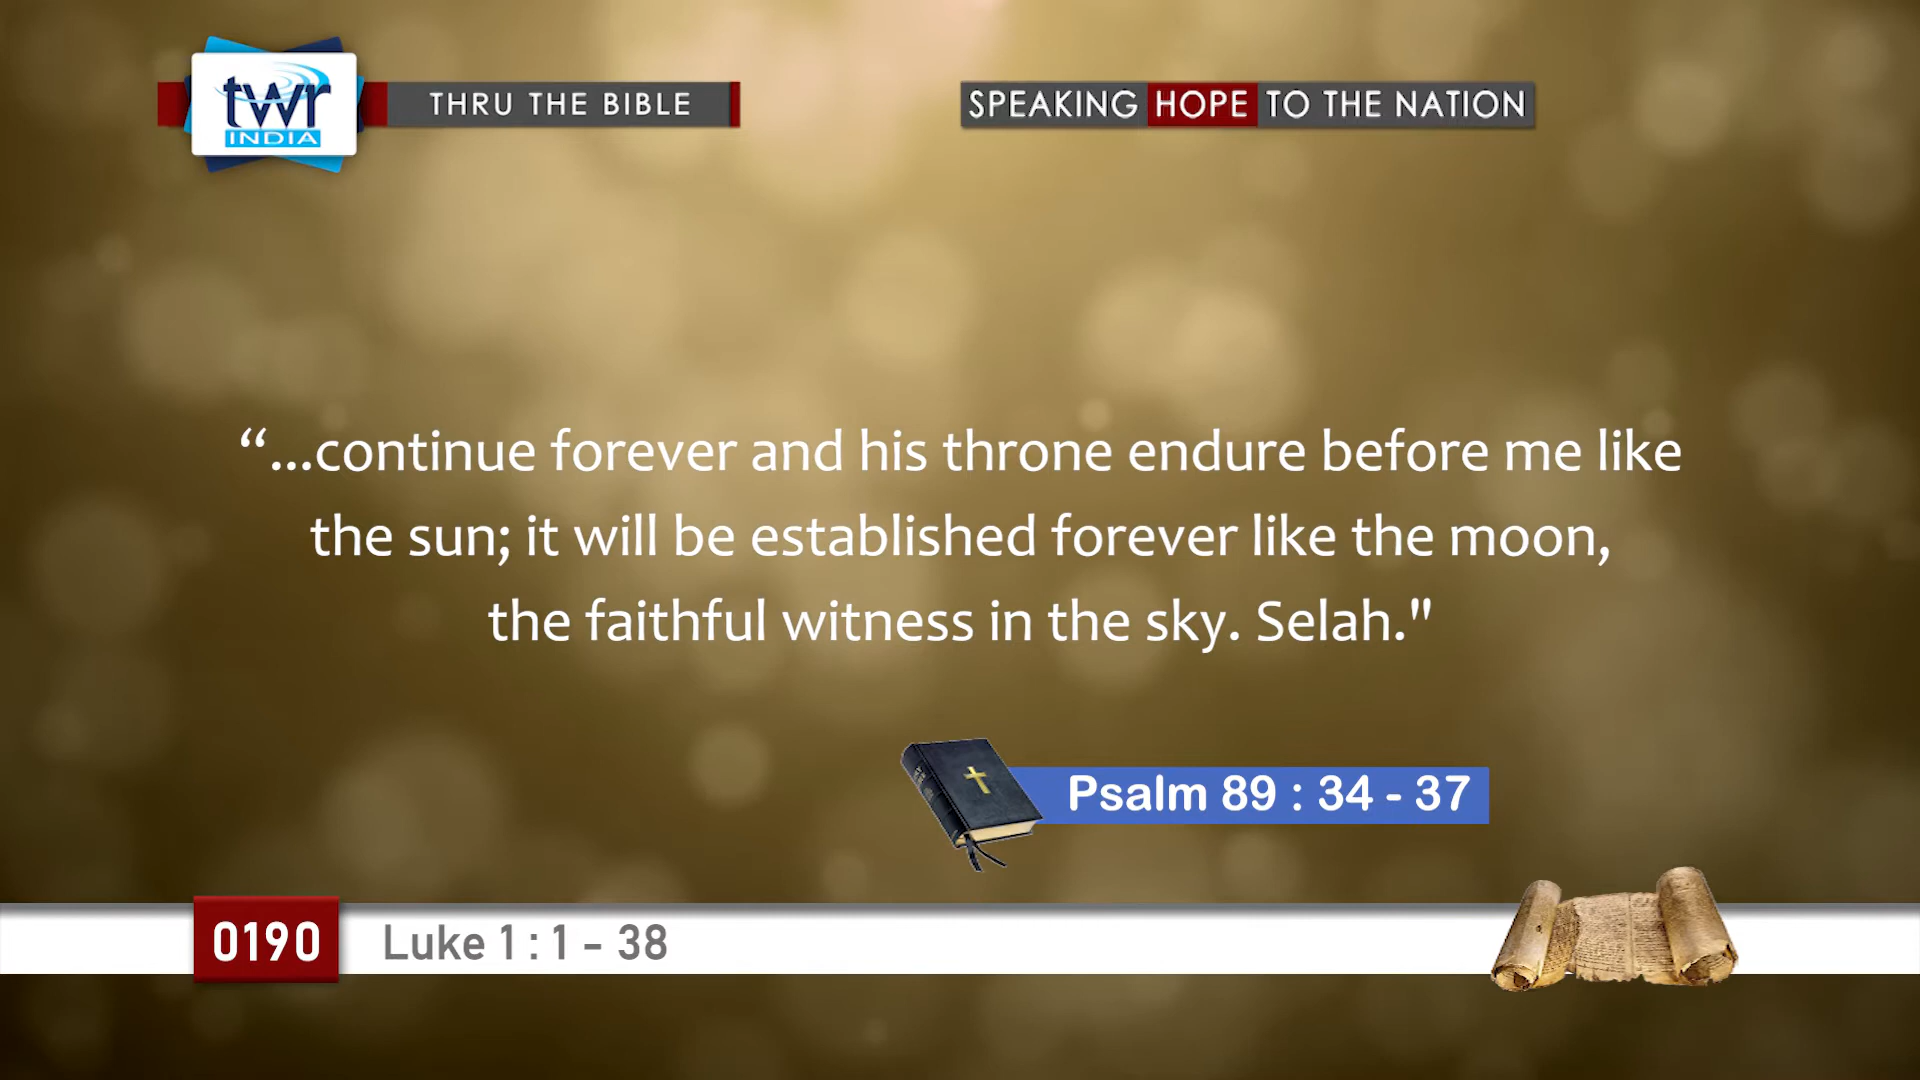 twr
INDIA
THRU THE BIBLE
SPEAKING HOPE TO THE NATION
“...continue forever and his throne endure before me like
the sun; it will be established forever like the moon,
the faithful witness in the sky. Selah."
Psalm 89 : 34 - 37
0190
Luke 1 : 1 - 38